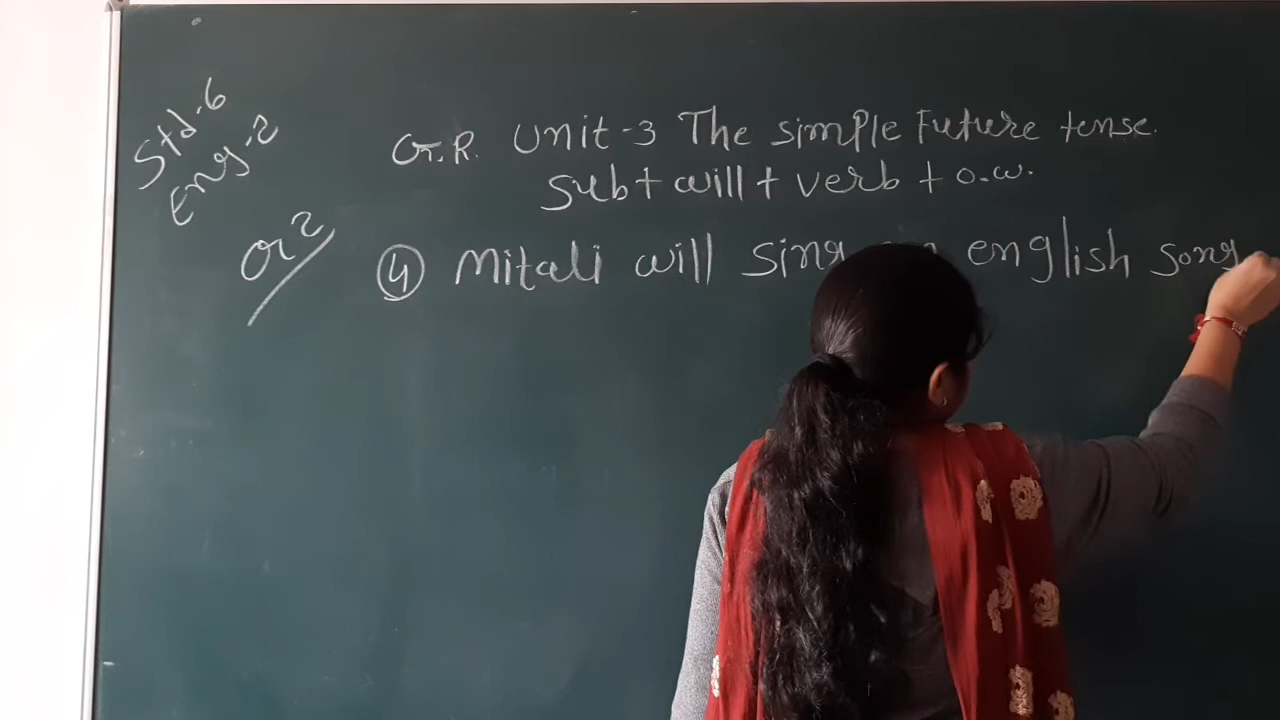 Std-6
Eng-2
Gr.R. Unit-3 The simple Future tense.
Sub + will + verb + o.w.
④ Mitali will sing an english song